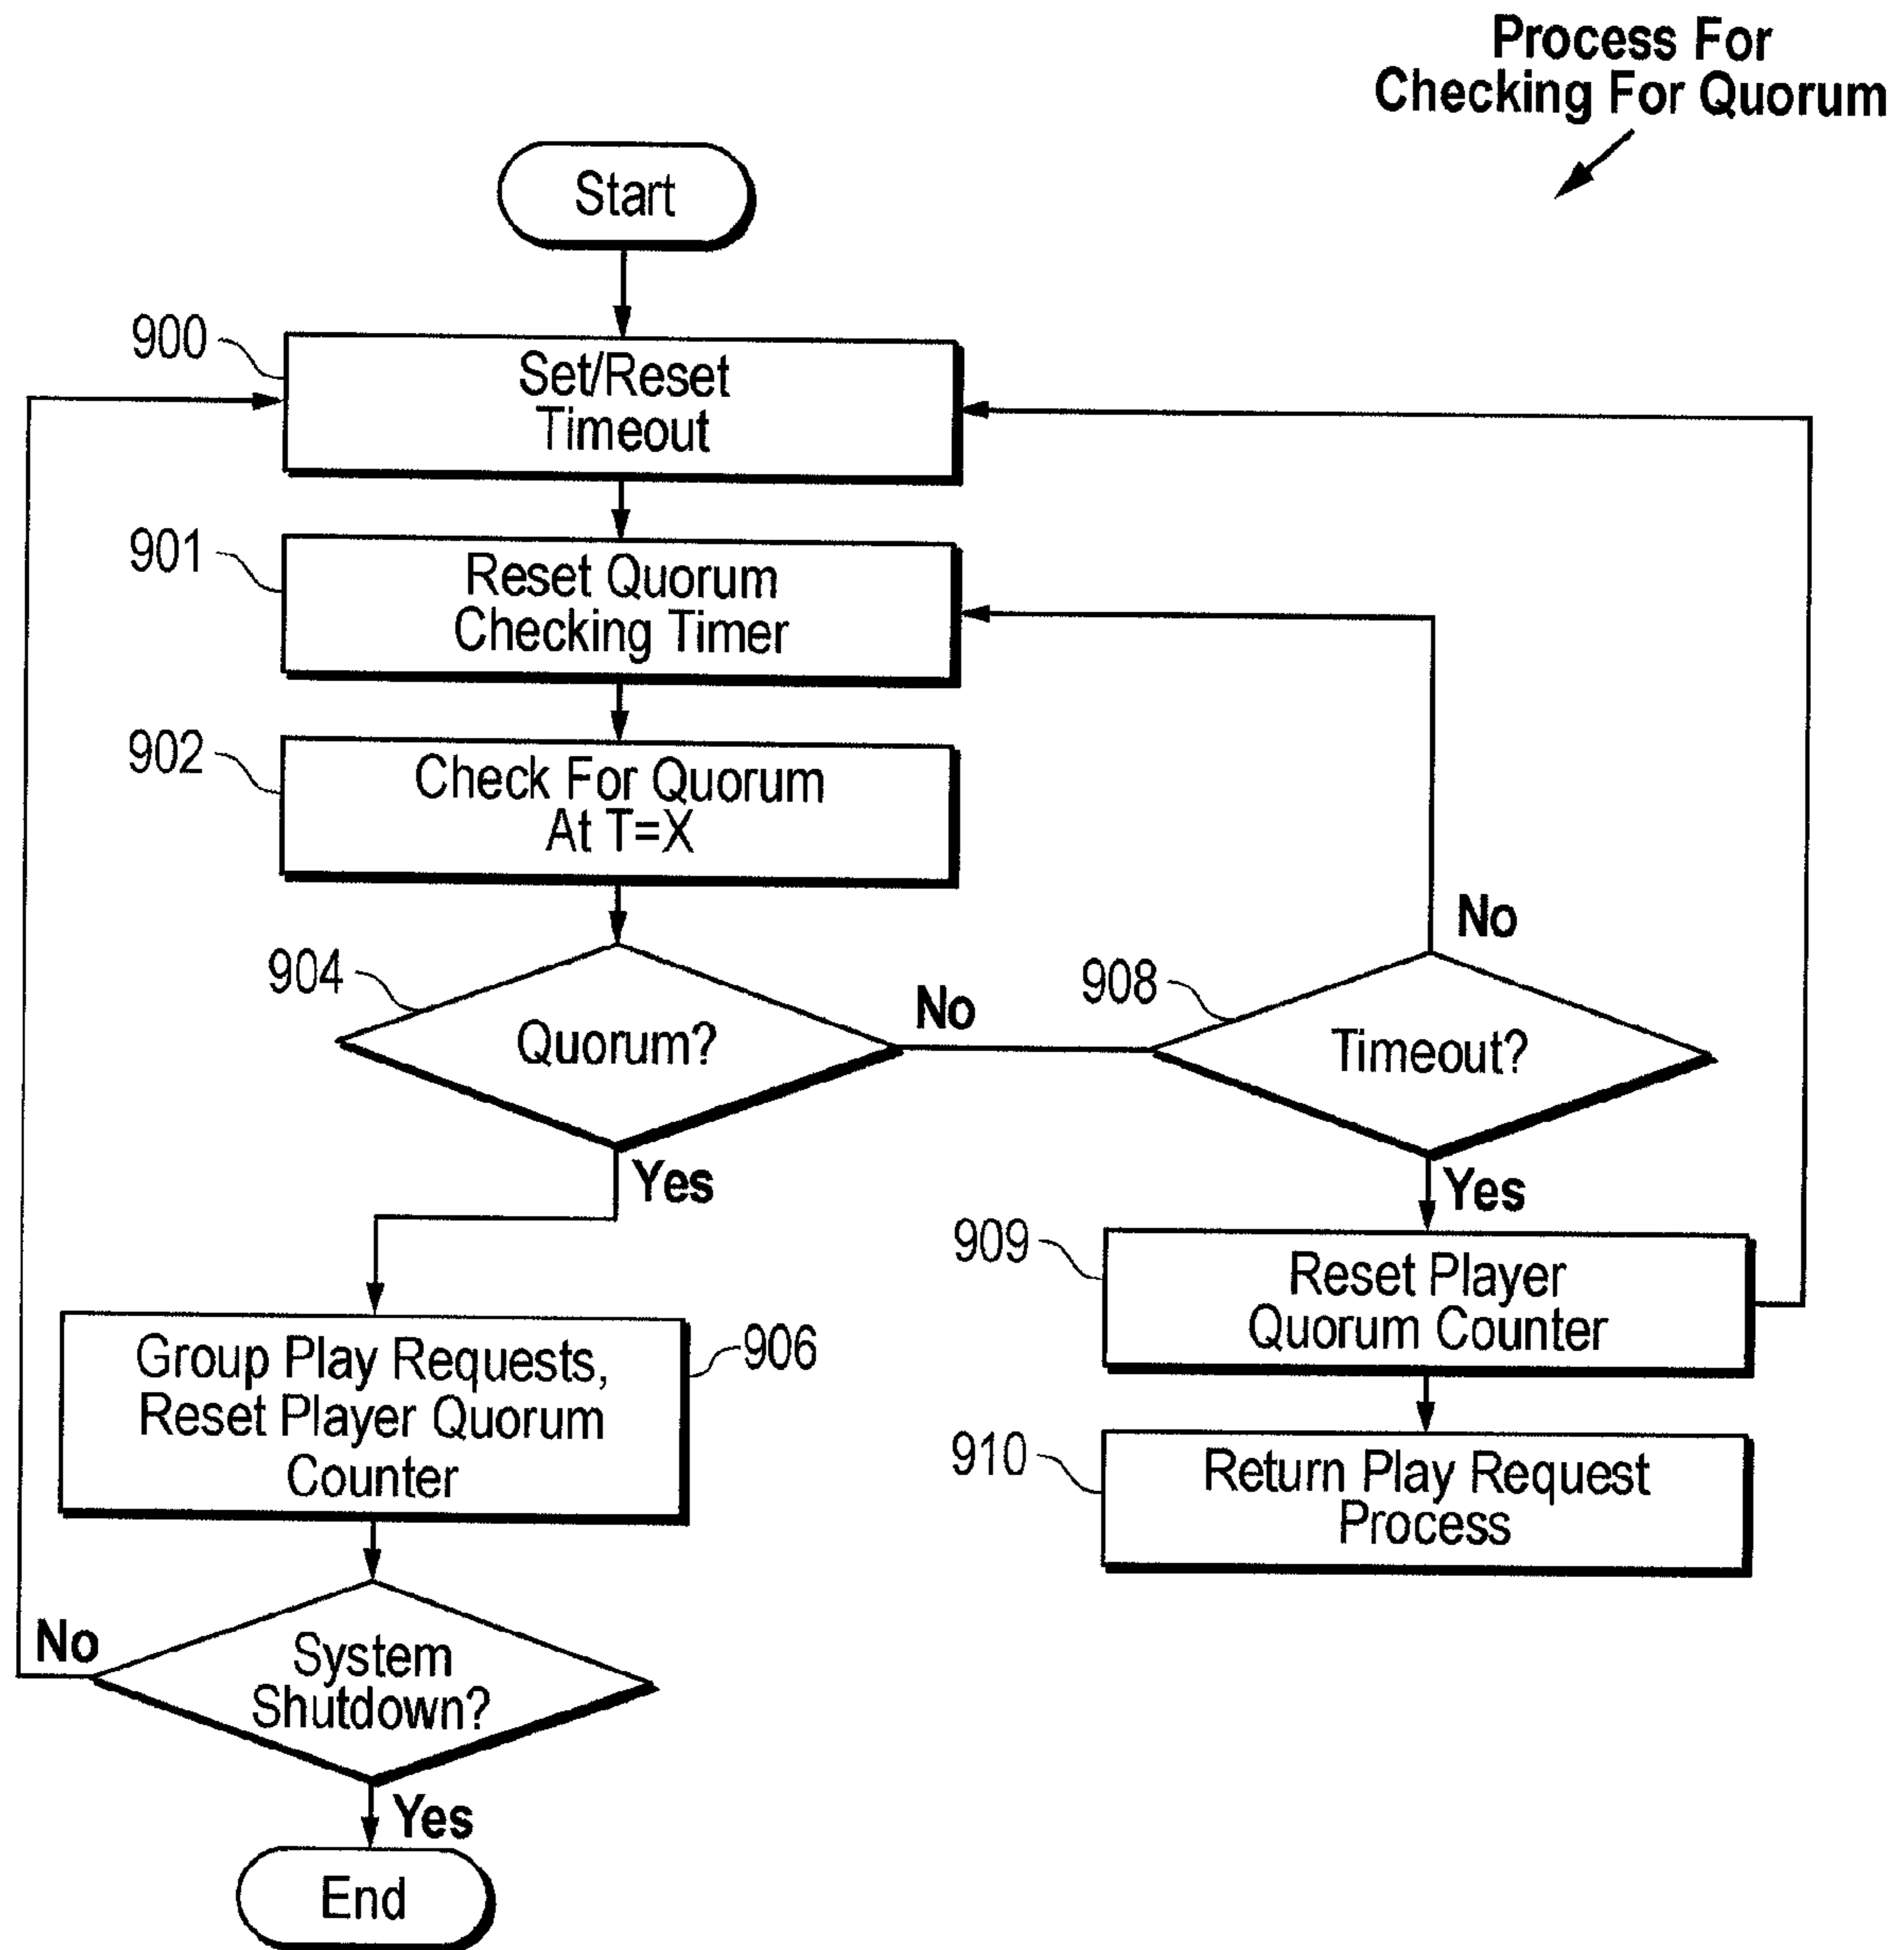 Process For
Checking For Quorum
Start
900
Set/Reset
Timeout
901
Reset Quorum
Checking Timer
902
Check For Quorum
At T=X
904
Quorum?
No
908
Timeout?
No
Yes
Yes
909
Reset Player
Quorum Counter
906
Group Play Requests,
Reset Player Quorum
Counter
910
Return Play Request
Process
No
System
Shutdown?
Yes
End